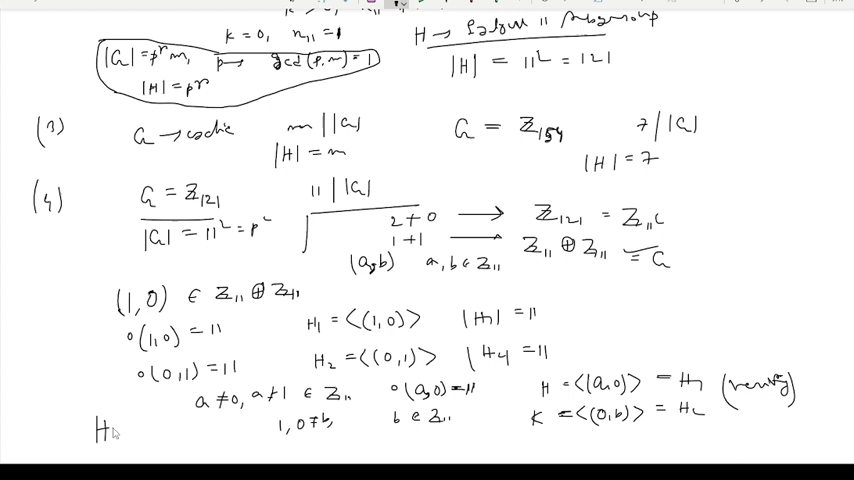 k = 0, n₁₁ = 1
H → Sylow 11 subgroup
|G| = pʳm, p → gcd(p, m) = 1
|H| = pʳ
|H| = 11² = 121
(3) G → cyclic m | |G| G = ℤ₁₅₄ 7 | |G|
|H| = m |H| = 7
(4) G = ℤ₁₂₁ 11 | |G|
|G| = 11² = p²
2 + 0 → ℤ₁₂₁ =
1 + 1 → ℤ₁₁ ⊕ ℤ₁₁ = G
(a, b) a, b ∈ ℤ₁₁
(1, 0) ∈ ℤ₁₁ ⊕ ℤ₁₁
o(1, 0) = 11 H₁ = <(1, 0)> |H₁| = 11
o(0, 1) = 11 H₂ = <(0, 1)> = 11
a ≠ 0, a ≠ 1 ∈ ℤ₁₁ o(a, 0) = 11 H = <(a, 0)> = H₁ (verify)
1, 0 ≠ b, b ∈ ℤ₁₁ K = <(0, b)> = H₂
H